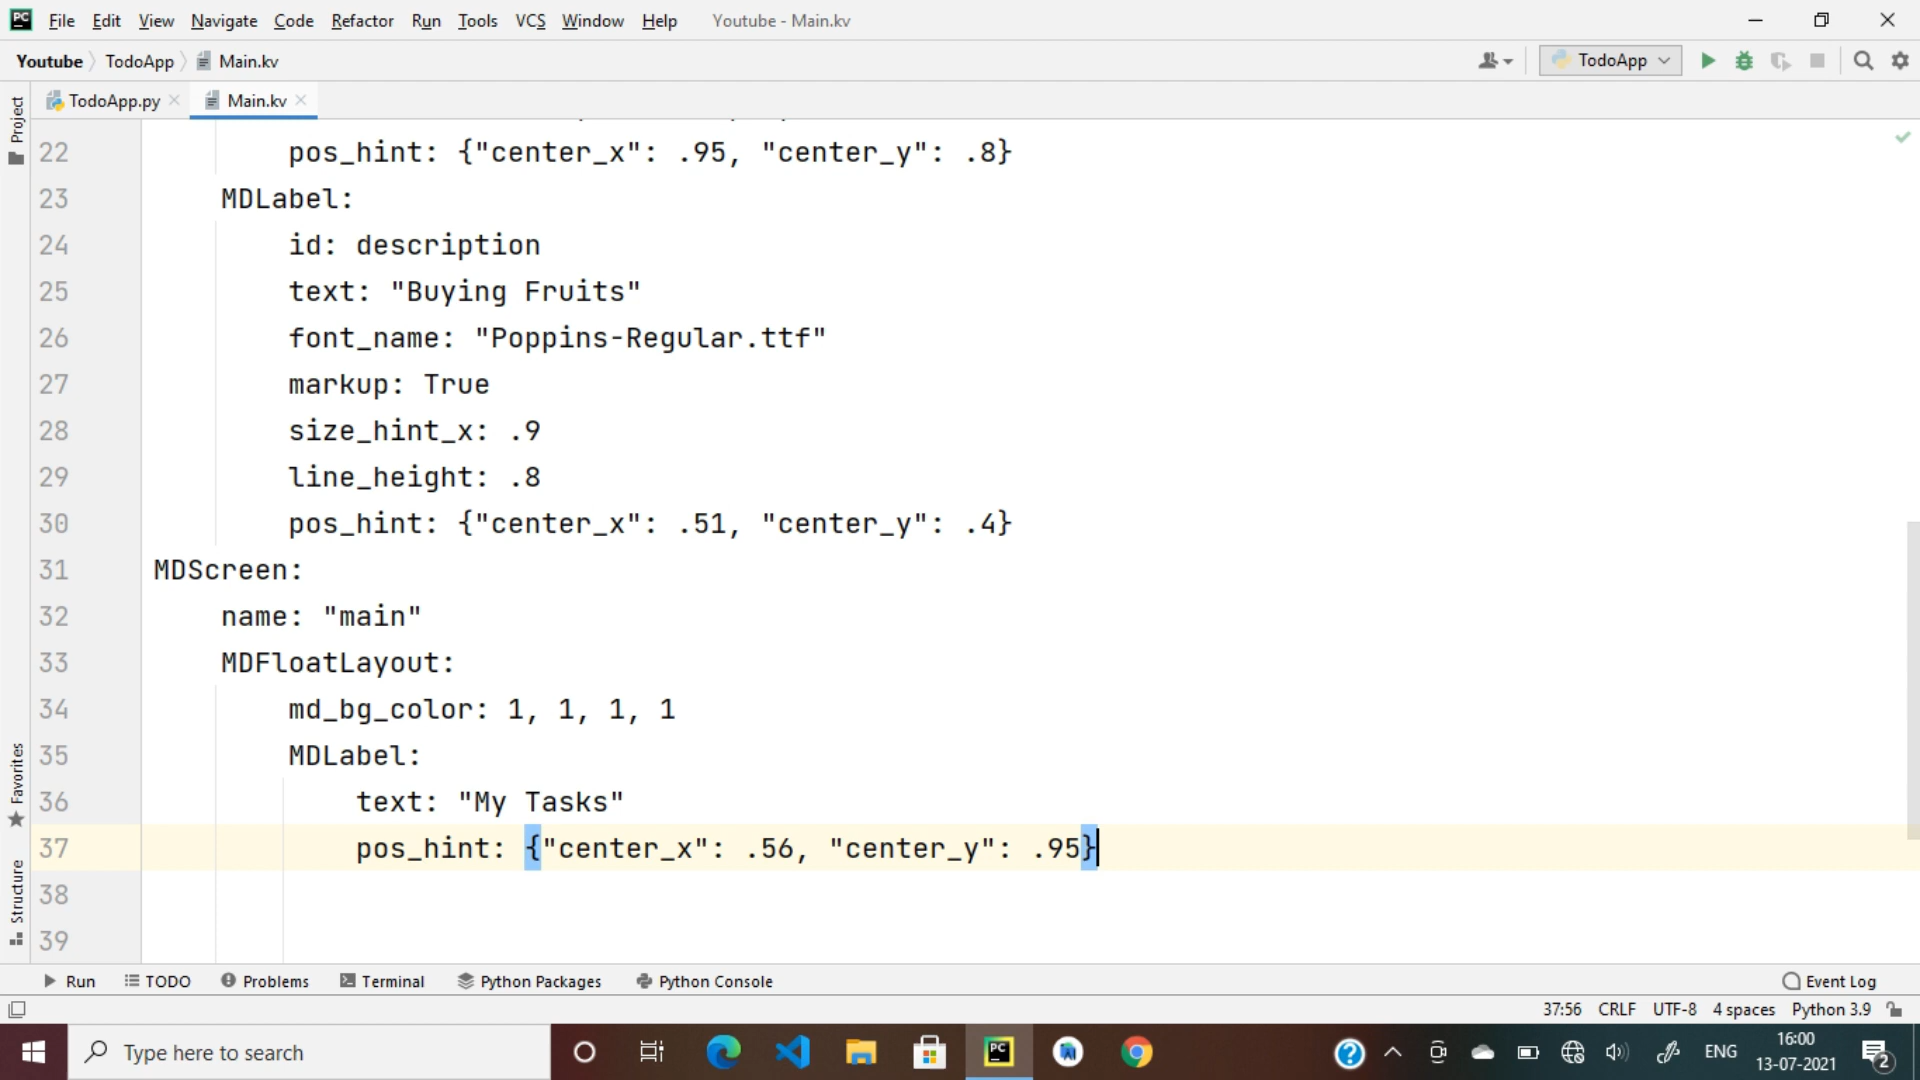 File Edit View Navigate Code Refactor Run Tools VCS Window Help Youtube - Main.kv
Youtube TodoApp Main.kv TodoApp
TodoApp.py Main.kv
Project
22 pos_hint: {"center_x": .95, "center_y": .8}
23 MDLabel:
24 id: description
25 text: "Buying Fruits"
26 font_name: "Poppins-Regular.ttf"
27 markup: True
28 size_hint_x: .9
29 line_height: .8
30 pos_hint: {"center_x": .51, "center_y": .4}
31 MDScreen:
32 name: "main"
33 MDFloatLayout:
34 md_bg_color: 1, 1, 1, 1
35 MDLabel:
36 text: "My Tasks"
37 pos_hint: {"center_x": .56, "center_y": .95}
38
39
Favorites
Structure
Run TODO Problems Terminal Python Packages Python Console Event Log
37:56 CRLF UTF-8 4 spaces Python 3.9
PC
Type here to search
PC
ENG
16:00
13-07-2021
2